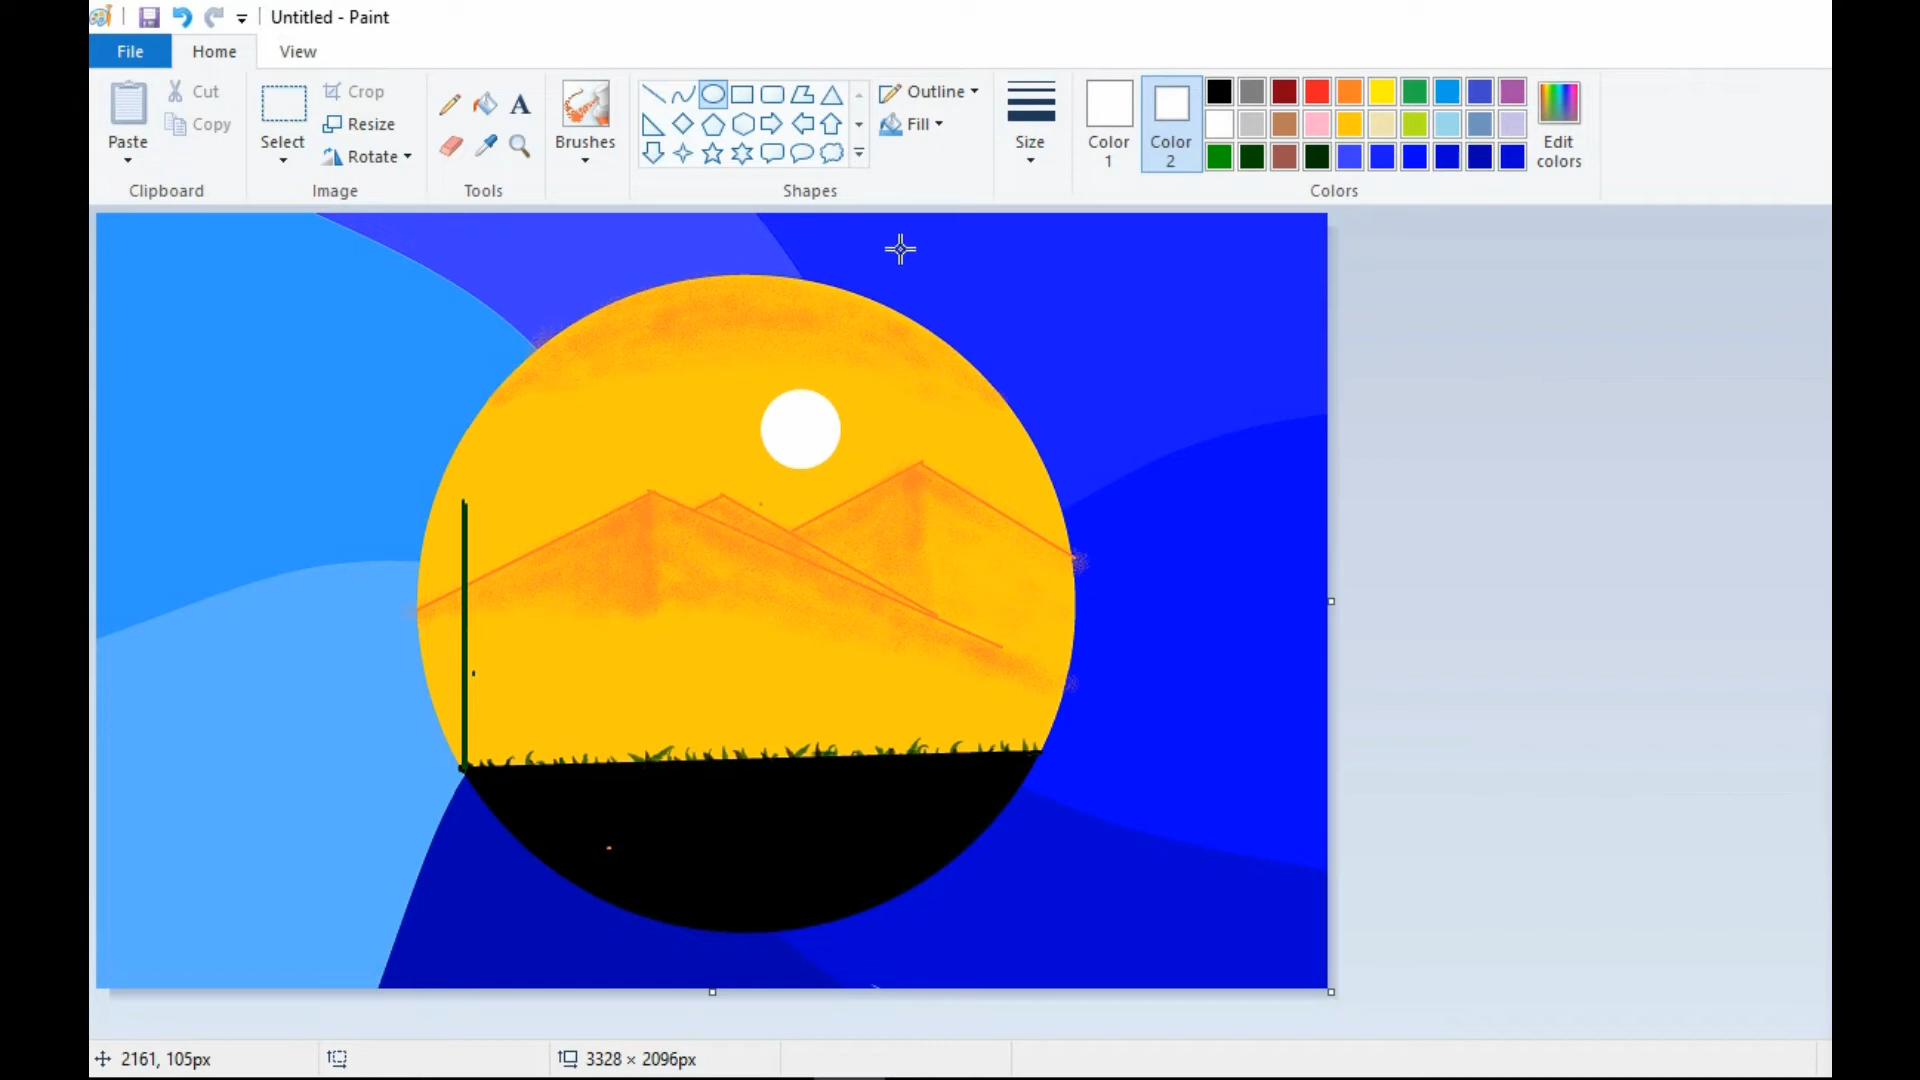 Untitled - Paint
File Home View
Paste
Cut
Copy
Clipboard
Select
Crop
Resize
Rotate
Image
A
Tools
Brushes
Shapes
Outline
Fill
Size
Color 1
Color 2
Edit colors
Colors
2161, 105px
3328 × 2096px